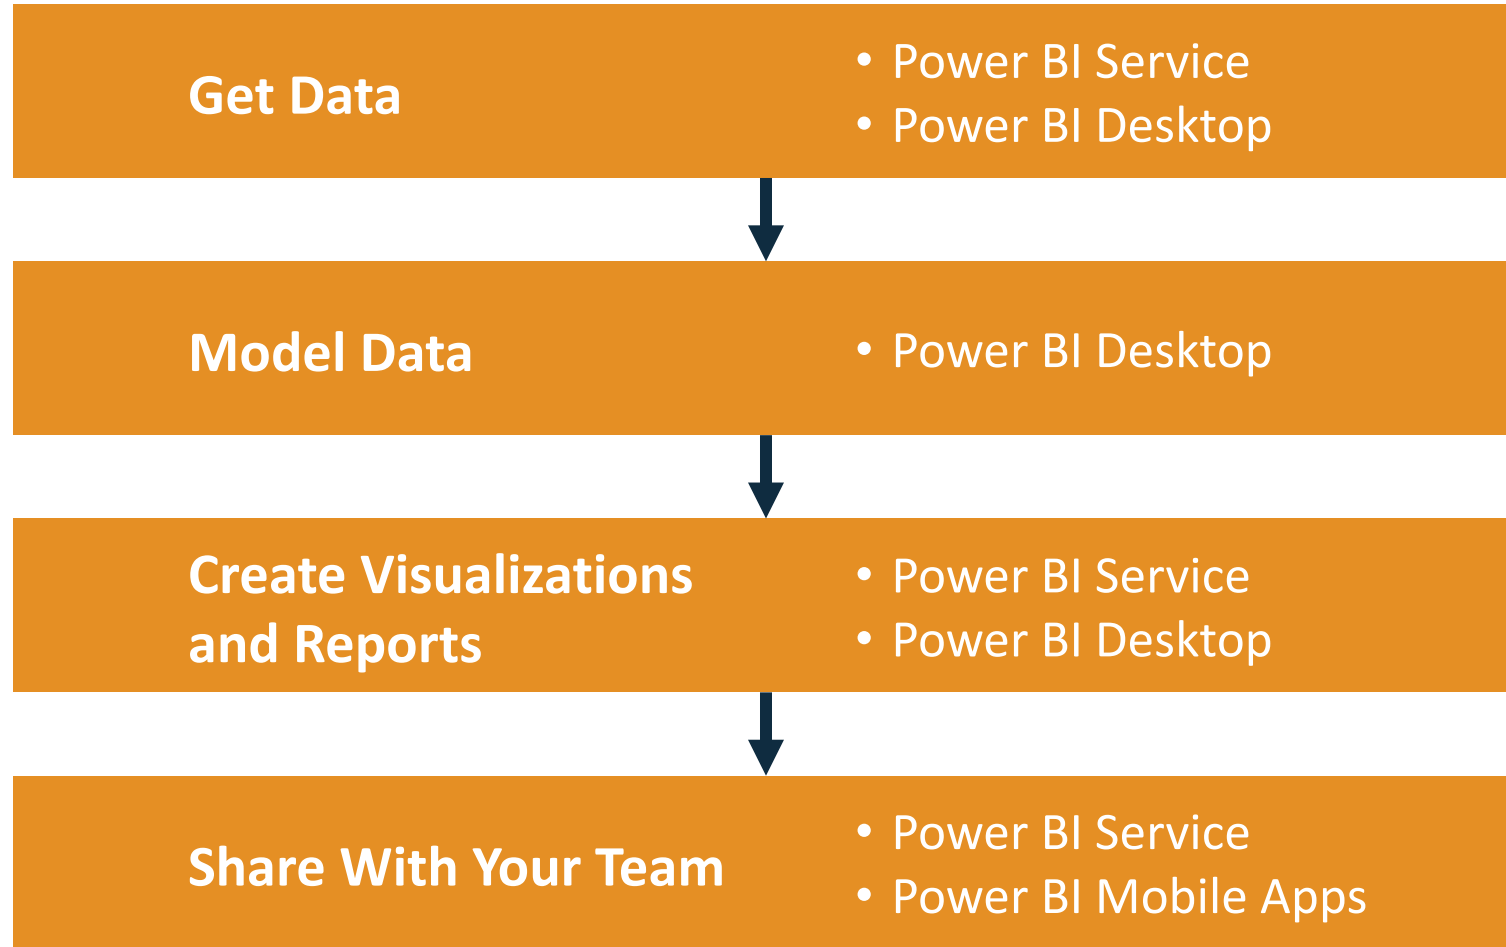 Get Data
• Power BI Service
• Power BI Desktop
Model Data
• Power BI Desktop
Create Visualizations
and Reports
• Power BI Service
• Power BI Desktop
Share With Your Team
• Power BI Service
• Power BI Mobile Apps